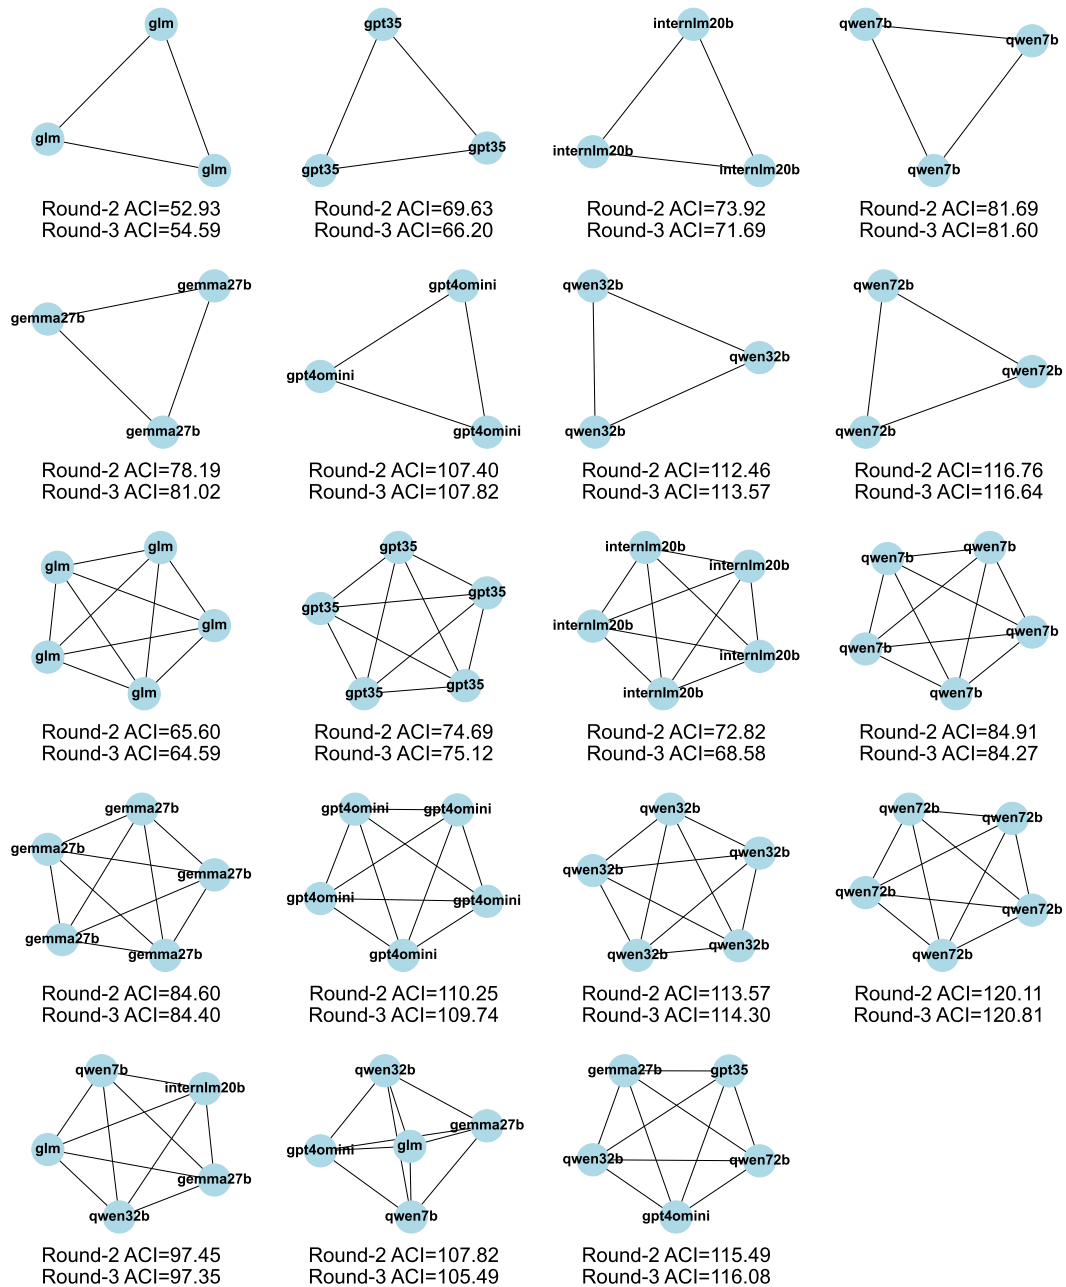 glm
glm
glm
Round-2 ACI=52.93
Round-3 ACI=54.59
gpt35
gpt35
gpt35
Round-2 ACI=69.63
Round-3 ACI=66.20
internlm20b
internlm20b
internlm20b
Round-2 ACI=73.92
Round-3 ACI=71.69
qwen7b
qwen7b
qwen7b
Round-2 ACI=81.69
Round-3 ACI=81.60
gemma27b
gemma27b
gemma27b
Round-2 ACI=78.19
Round-3 ACI=81.02
gpt4omini
gpt4omini
gpt4omini
Round-2 ACI=107.40
Round-3 ACI=107.82
qwen32b
qwen32b
qwen32b
Round-2 ACI=112.46
Round-3 ACI=113.57
qwen72b
qwen72b
qwen72b
Round-2 ACI=116.76
Round-3 ACI=116.64
glm
glm
glm
glm
glm
Round-2 ACI=65.60
Round-3 ACI=64.59
gpt35
gpt35
gpt35
gpt35
gpt35
Round-2 ACI=74.69
Round-3 ACI=75.12
internlm20b
internlm20b
internlm20b
internlm20b
internlm20b
Round-2 ACI=72.82
Round-3 ACI=68.58
qwen7b
qwen7b
qwen7b
qwen7b
qwen7b
Round-2 ACI=84.91
Round-3 ACI=84.27
gemma27b
gemma27b
gemma27b
gemma27b
gemma27b
Round-2 ACI=84.60
Round-3 ACI=84.40
gpt4omini
gpt4omini
gpt4omini
gpt4omini
gpt4omini
Round-2 ACI=110.25
Round-3 ACI=109.74
qwen32b
qwen32b
qwen32b
qwen32b
qwen32b
Round-2 ACI=113.57
Round-3 ACI=114.30
qwen72b
qwen72b
qwen72b
qwen72b
qwen72b
Round-2 ACI=120.11
Round-3 ACI=120.81
qwen7b
internlm20b
glm
gemma27b
qwen32b
Round-2 ACI=97.45
Round-3 ACI=97.35
qwen32b
gemma27b
gpt4omini
glm
qwen7b
Round-2 ACI=107.82
Round-3 ACI=105.49
gemma27b
gpt35
qwen32b
qwen72b
gpt4omini
Round-2 ACI=115.49
Round-3 ACI=116.08